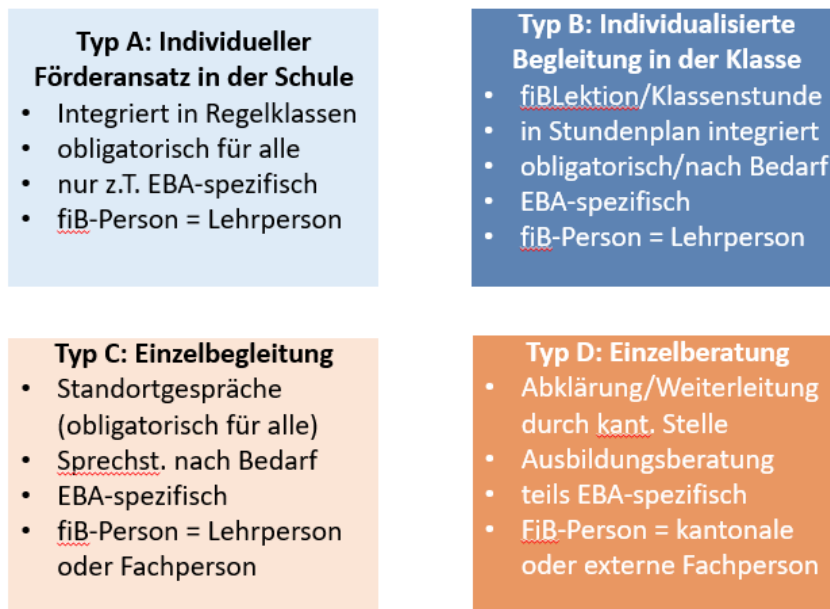 Typ A: Individueller
Förderansatz in der Schule
• Integriert in Regelklassen
• obligatorisch für alle
• nur z.T. EBA-spezifisch
• fiB-Person = Lehrperson
Typ B: Individualisierte
Begleitung in der Klasse
• fiBLektion/Klassenstunde
• in Stundenplan integriert
• obligatorisch/nach Bedarf
• EBA-spezifisch
• fiB-Person = Lehrperson
Typ C: Einzelbegleitung
• Standortgespräche
(obligatorisch für alle)
• Sprechst. nach Bedarf
• EBA-spezifisch
• fiB-Person = Lehrperson
oder Fachperson
Typ D: Einzelberatung
• Abklärung/Weiterleitung
durch kant. Stelle
• Ausbildungsberatung
• teils EBA-spezifisch
• FiB-Person = kantonale
oder externe Fachperson